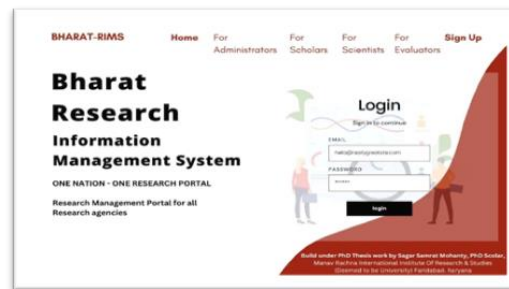 BHARAT-RIMS
Home
For Administrators
For Scholars
For Scientists
For Evaluators
Sign Up
Bharat
Research
Information
Management System
ONE NATION - ONE RESEARCH PORTAL
Research Management Portal for all
Research agencies
Login
Sign in to continue
EMAIL
hello@reallygreatsite.com
PASSWORD
******
login
Build under PhD Thesis work by Sagar Samrat Mohanty, PhD Scolar,
Manav Rachna International Institute Of Research & Studies
(Deemed to be University) Faridabad, Haryana